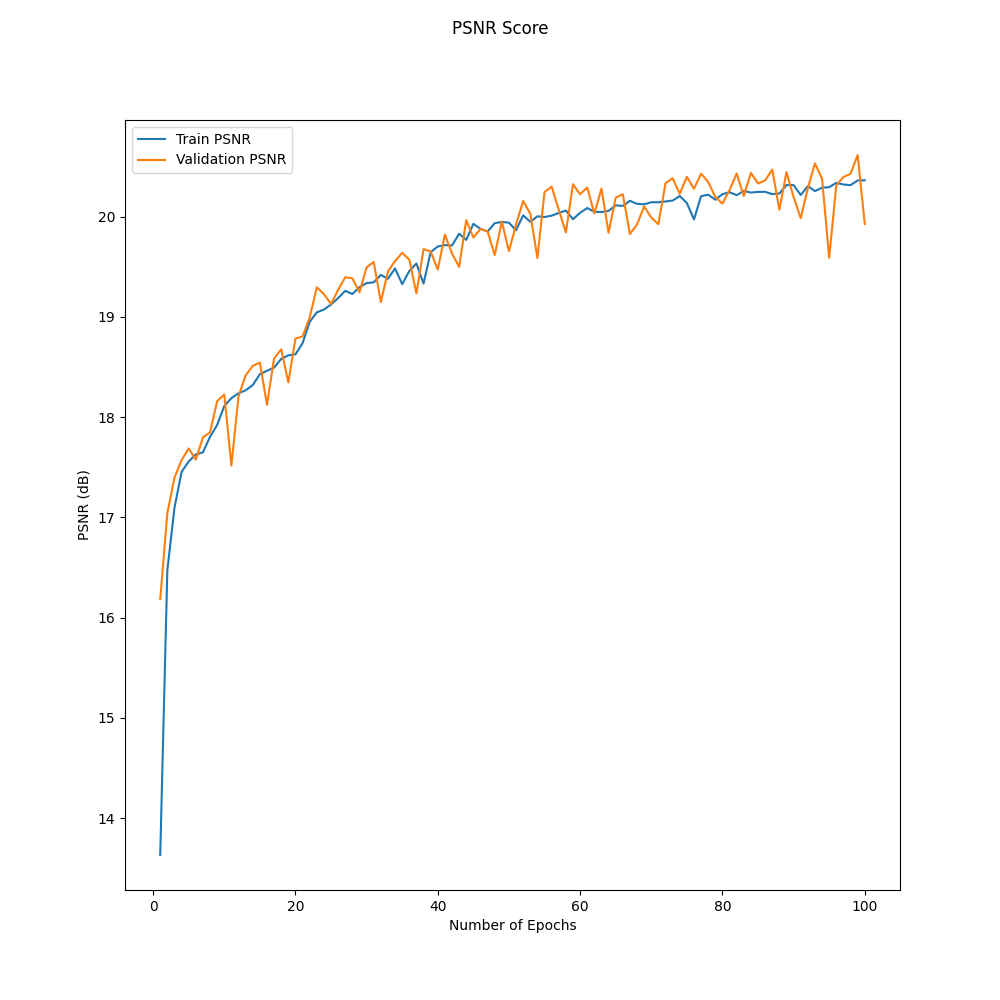 PSNR Score
Train PSNR
Validation PSNR
20
19
18
17
16
15
14
PSNR (dB)
0 20 40 60 80 100
Number of Epochs